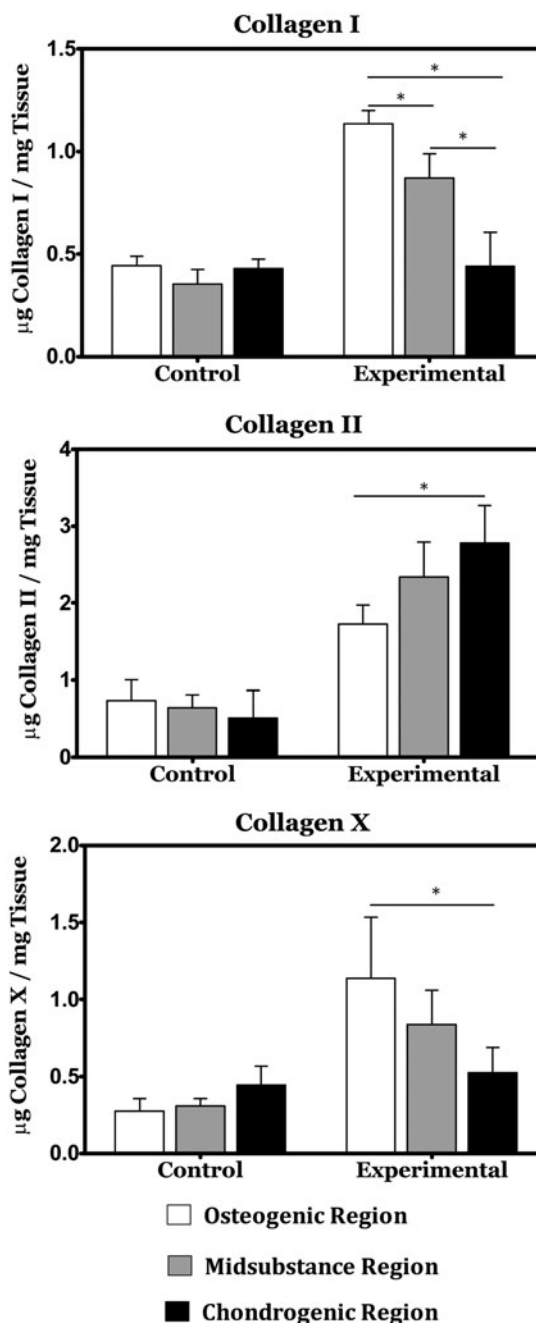 Collagen I
µg Collagen I / mg Tissue
1.5
1.0
0.5
0.0
*
*
*
Control
Experimental
Collagen II
µg Collagen II / mg Tissue
4
3
2
1
0
*
Control
Experimental
Collagen X
µg Collagen X / mg Tissue
2.0
1.5
1.0
0.5
0.0
*
Control
Experimental
Osteogenic Region
Midsubstance Region
Chondrogenic Region